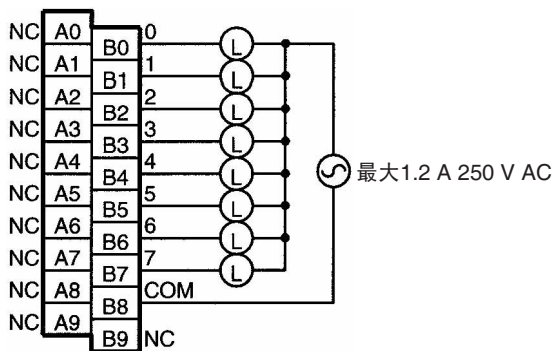 NC A0 B0 0 L
NC A1 B1 1 L
NC A2 B2 2 L
NC A3 B3 3 L
NC A4 B4 4 L
NC A5 B5 5 L
NC A6 B6 6 L
NC A7 B7 7 L
NC A8 B8 COM
NC A9 B9 NC
最大1.2 A 250 V AC